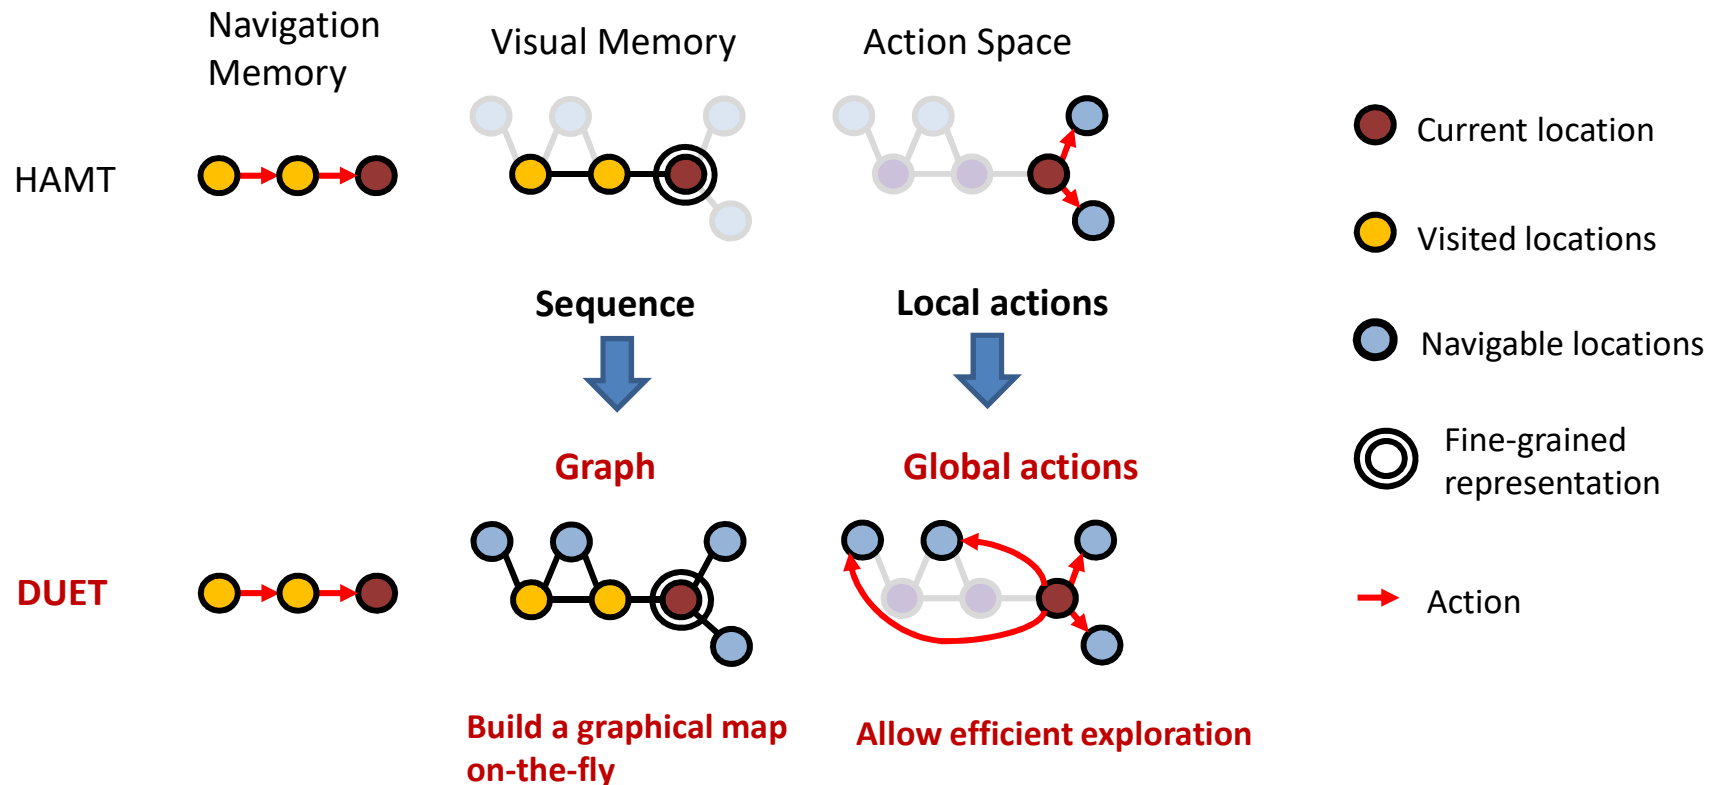 Navigation
Memory
Visual Memory
Action Space
HAMT
Current location
Visited locations
Sequence
Local actions
Navigable locations
Graph
Global actions
Fine-grained
representation
DUET
Action
Build a graphical map
on-the-fly
Allow efficient exploration